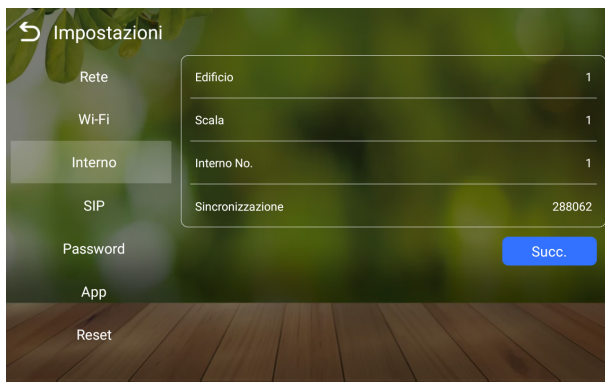 Impostazioni
Rete
Wi-Fi
Interno
SIP
Password
App
Reset
Edificio 1
Scala 1
Interno No. 1
Sincronizzazione 288062
Succ.